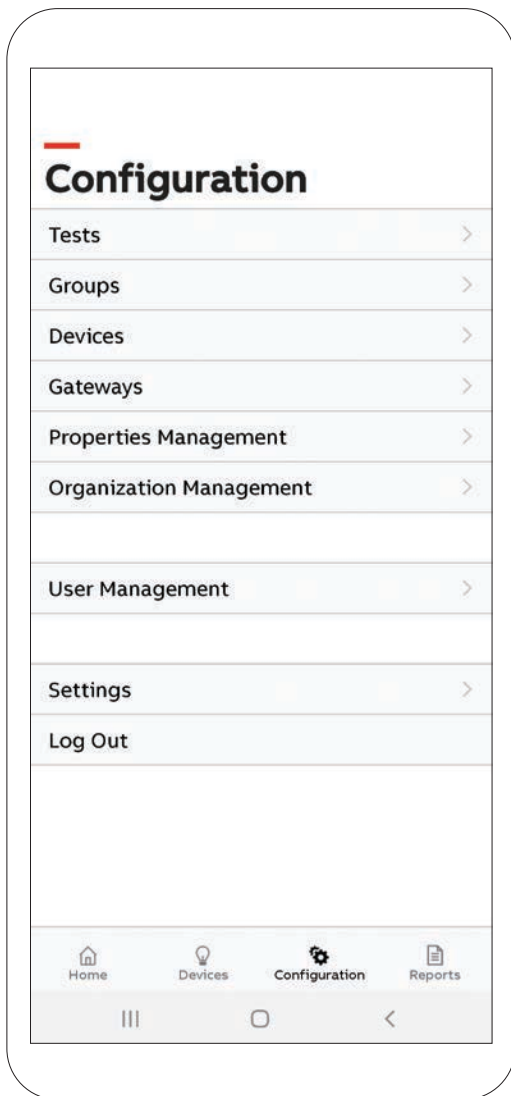 Configuration
Tests
Groups
Devices
Gateways
Properties Management
Organization Management
User Management
Settings
Log Out
Home Devices Configuration Reports